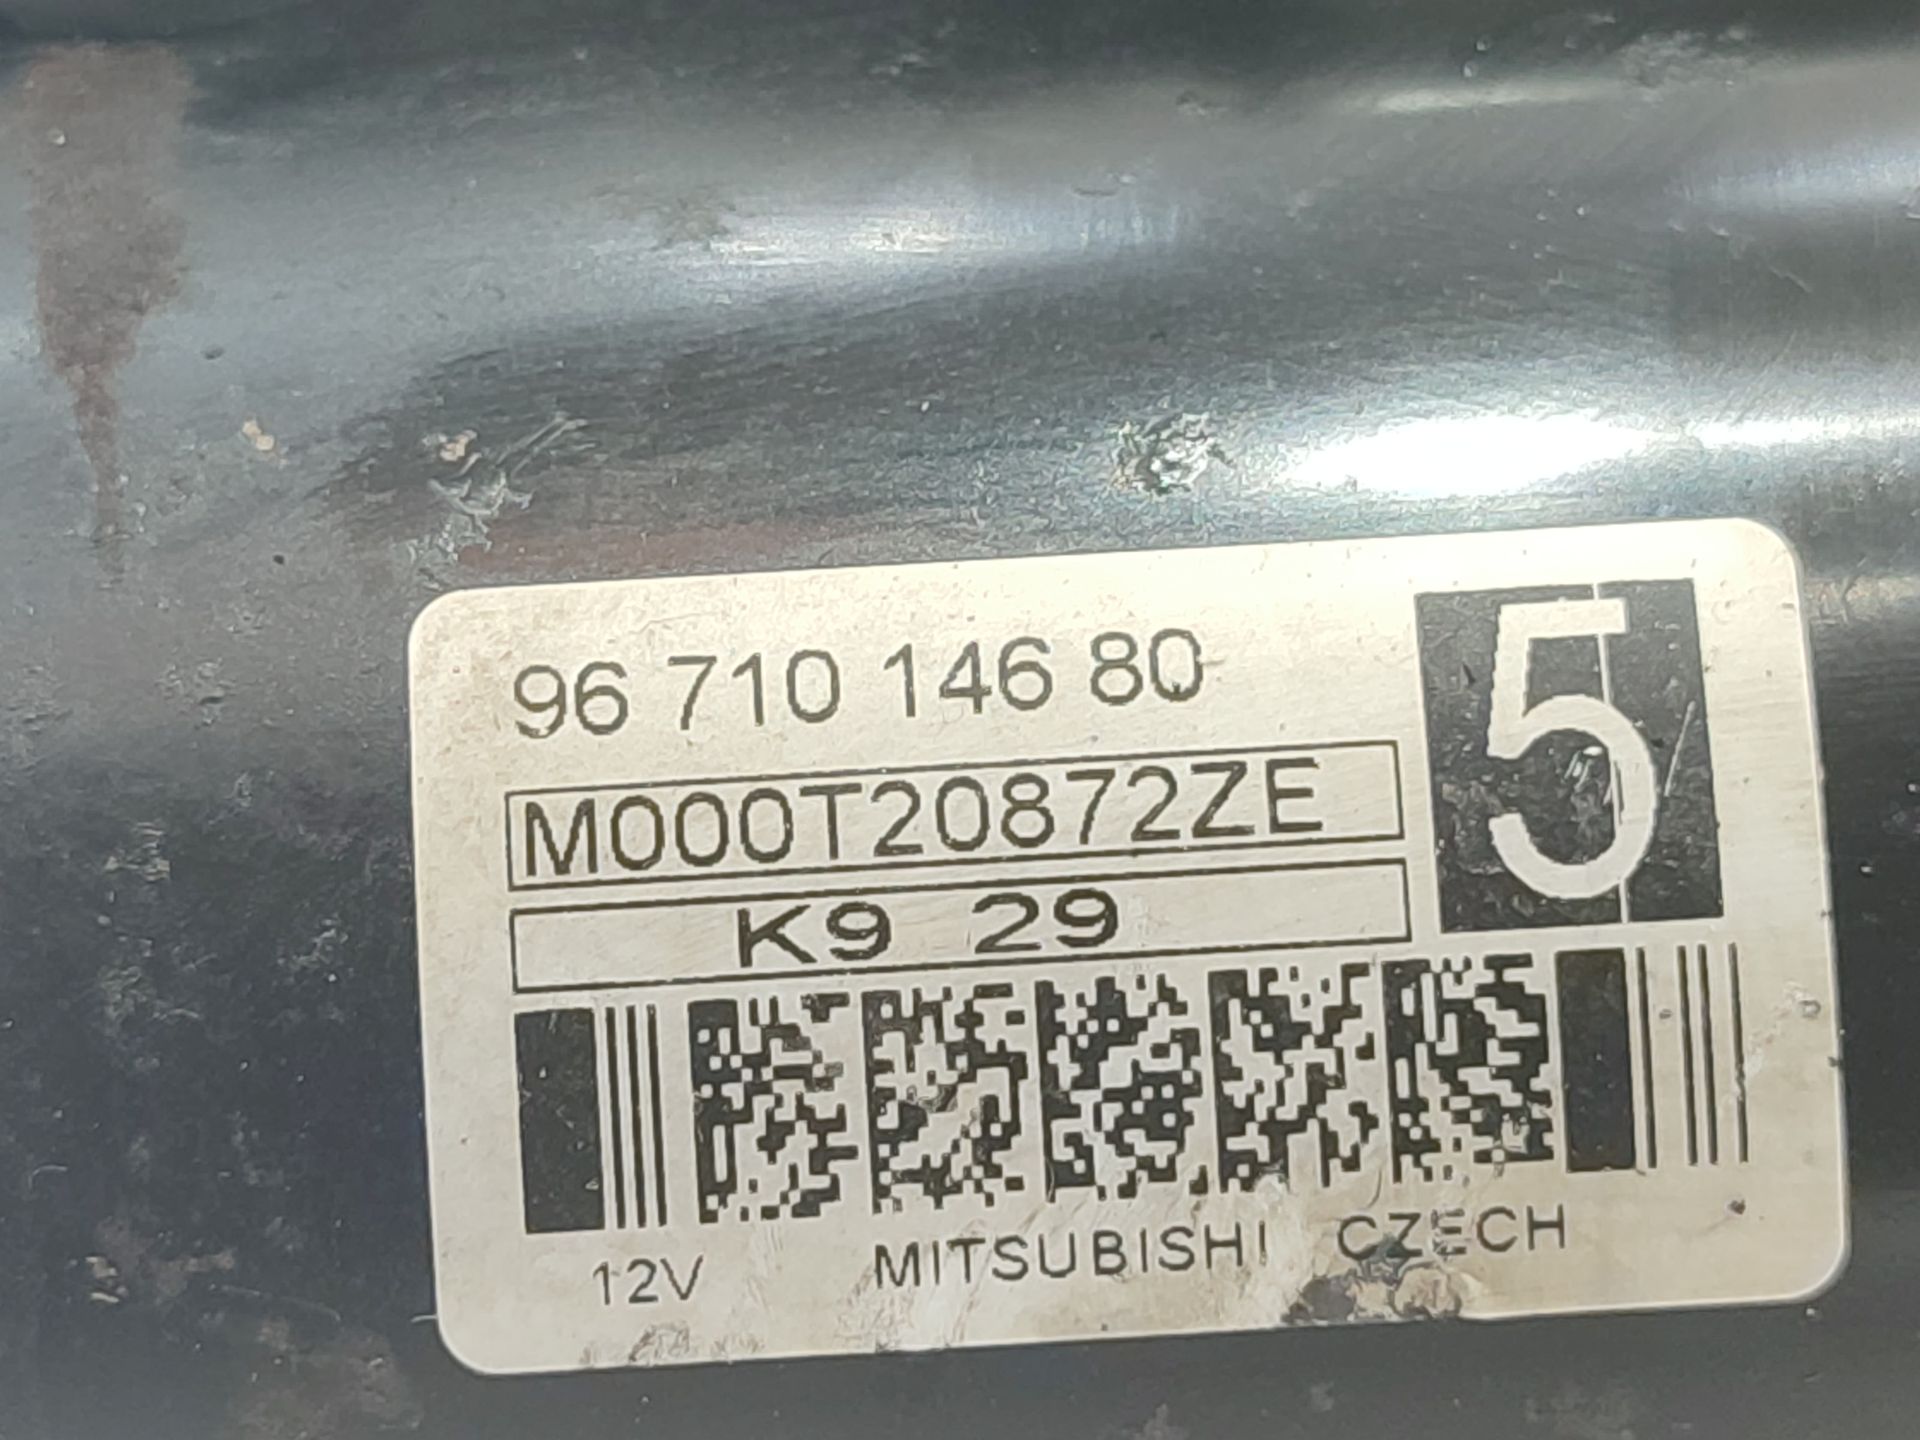 96 710 146 80
5
M000T20872ZE
K9 29
12V MITSUBISHI CZECH